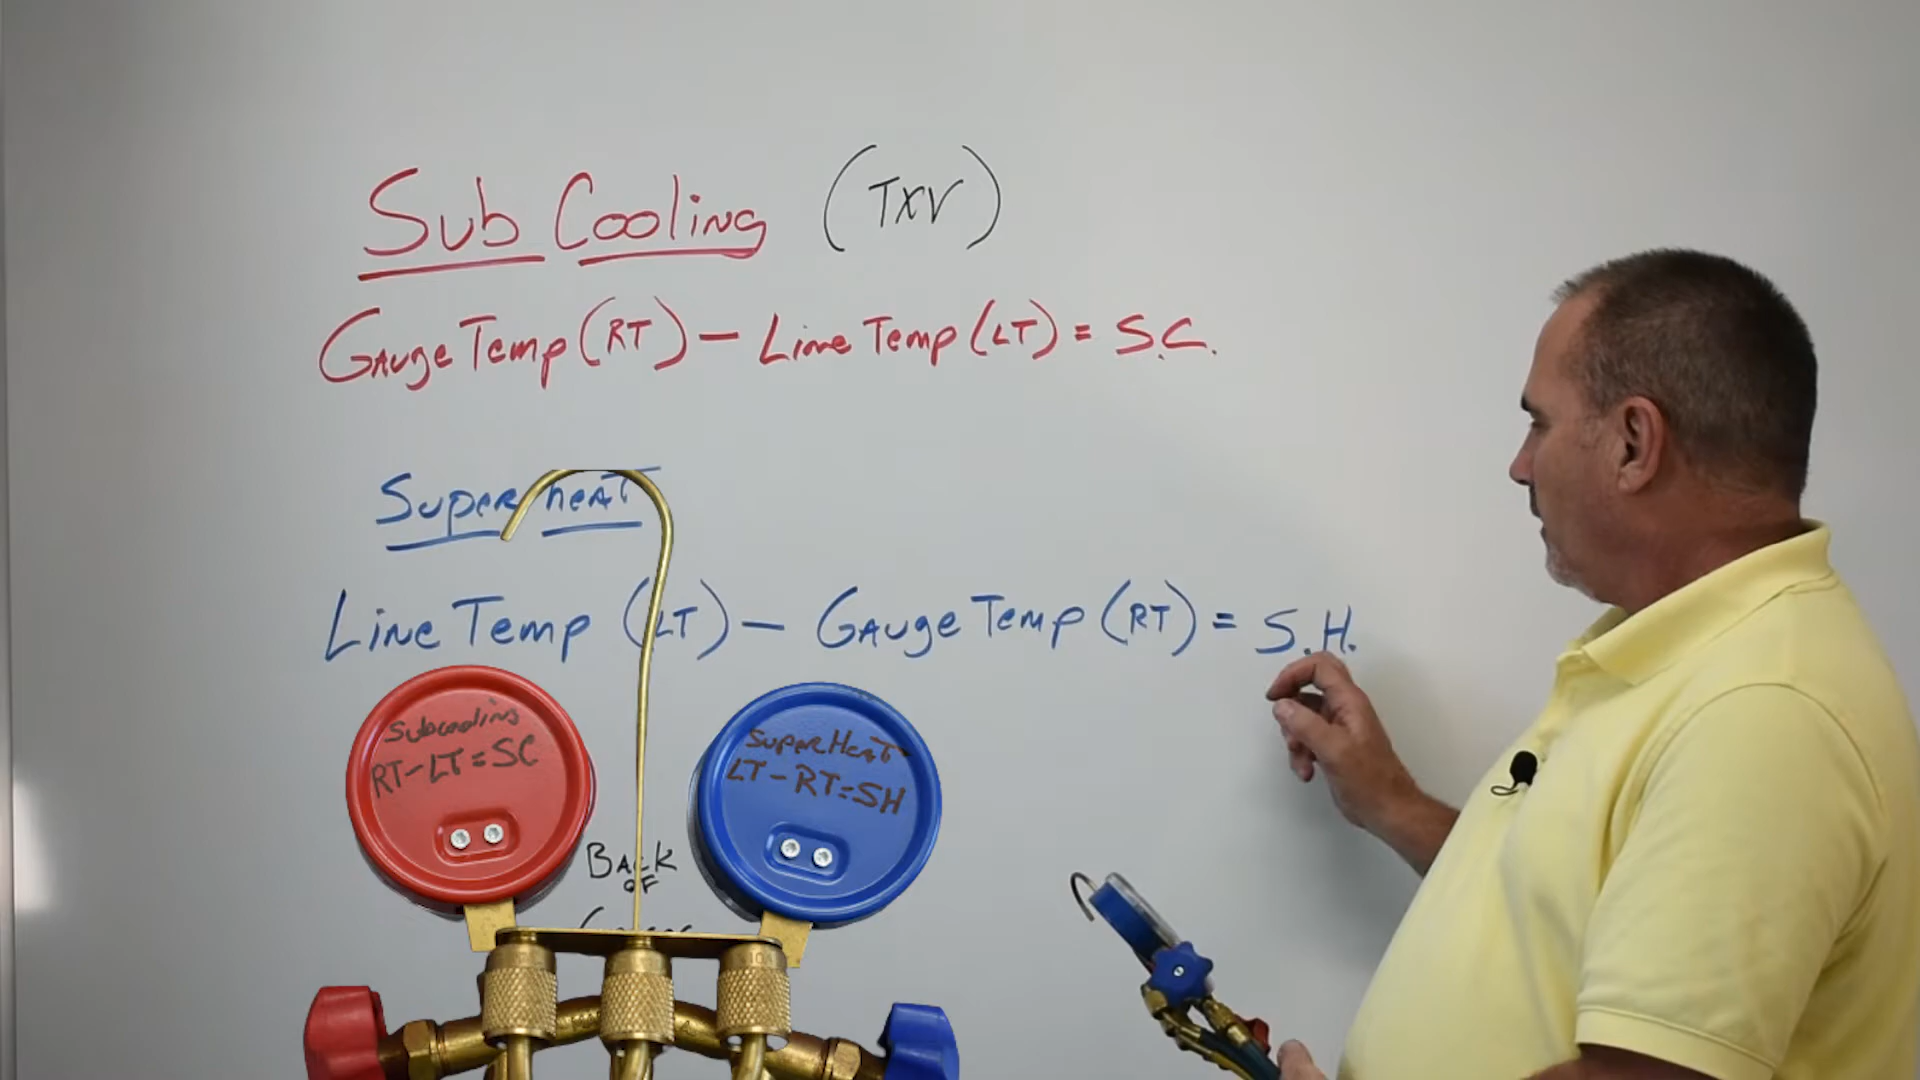 Sub Cooling (TXV)
Gauge Temp (RT) - Line Temp (LT) = S.C.
Super heat
Line Temp (LT) - Gauge Temp (RT) = S.H.
Subcooling
RT-LT=SC
SuperHeat
LT-RT=SH
Back
of